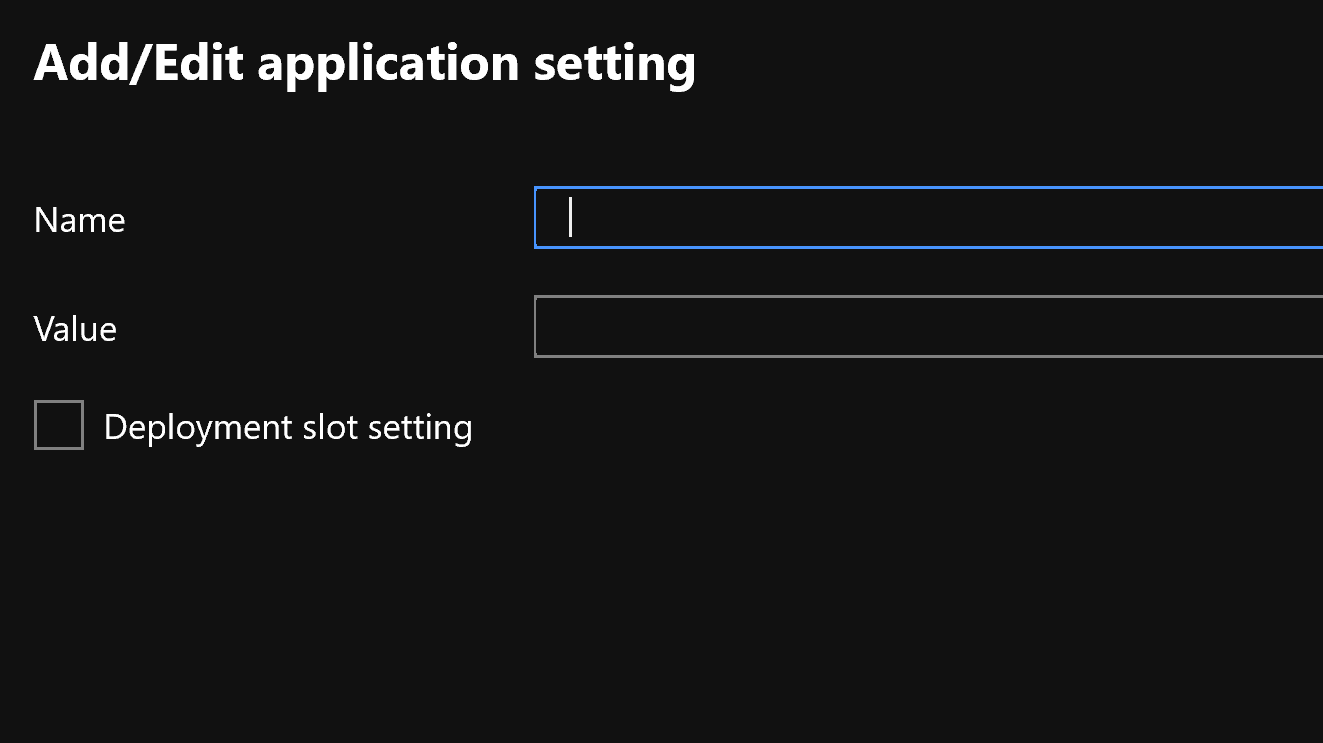 Add/Edit application setting
Name
Value
Deployment slot setting